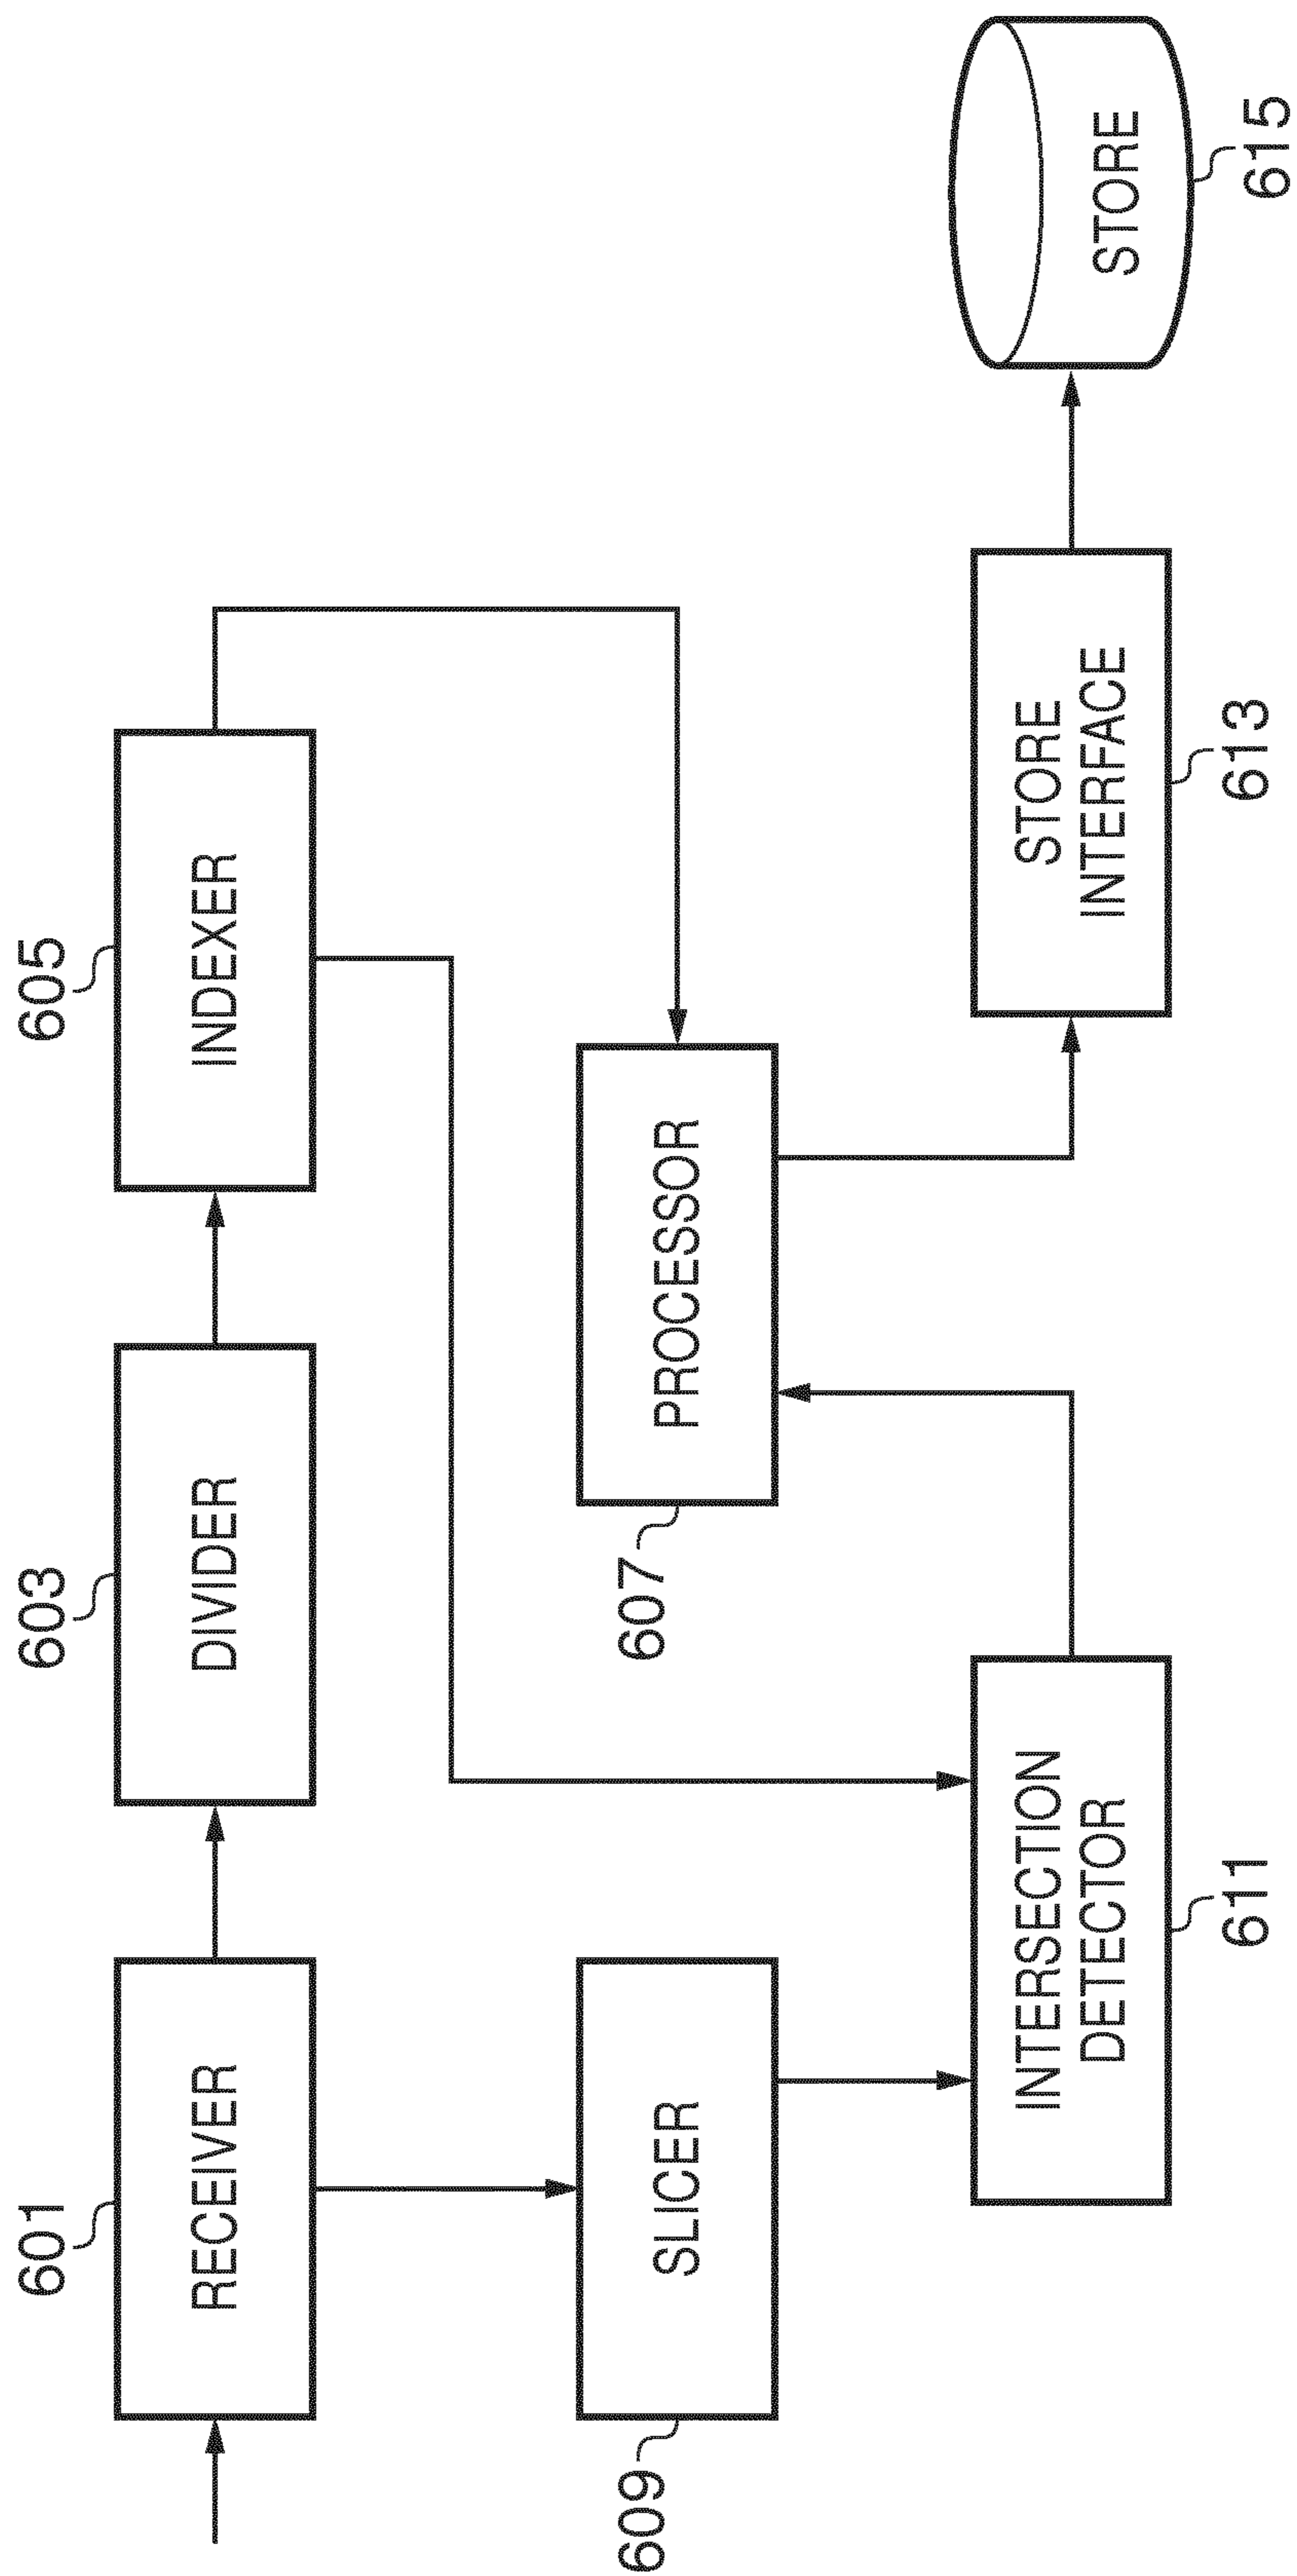 601
RECEIVER
603
DIVIDER
605
INDEXER
609
SLICER
607
PROCESSOR
INTERSECTION
DETECTOR
611
STORE
INTERFACE
613
STORE
615